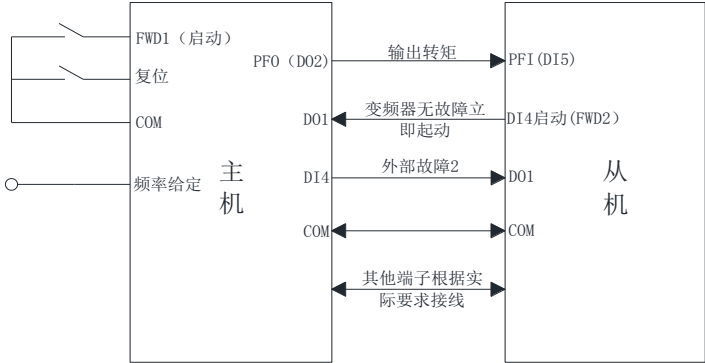 FWD1（启动）
复位
COM
频率给定
主
机
PFO（DO2)
DO1
DI4
COM
输出转矩
变频器无故障立
即起动
外部故障2
其他端子根据实
际要求接线
PFI(DI5)
DI4启动(FWD2）
DO1
COM
从
机